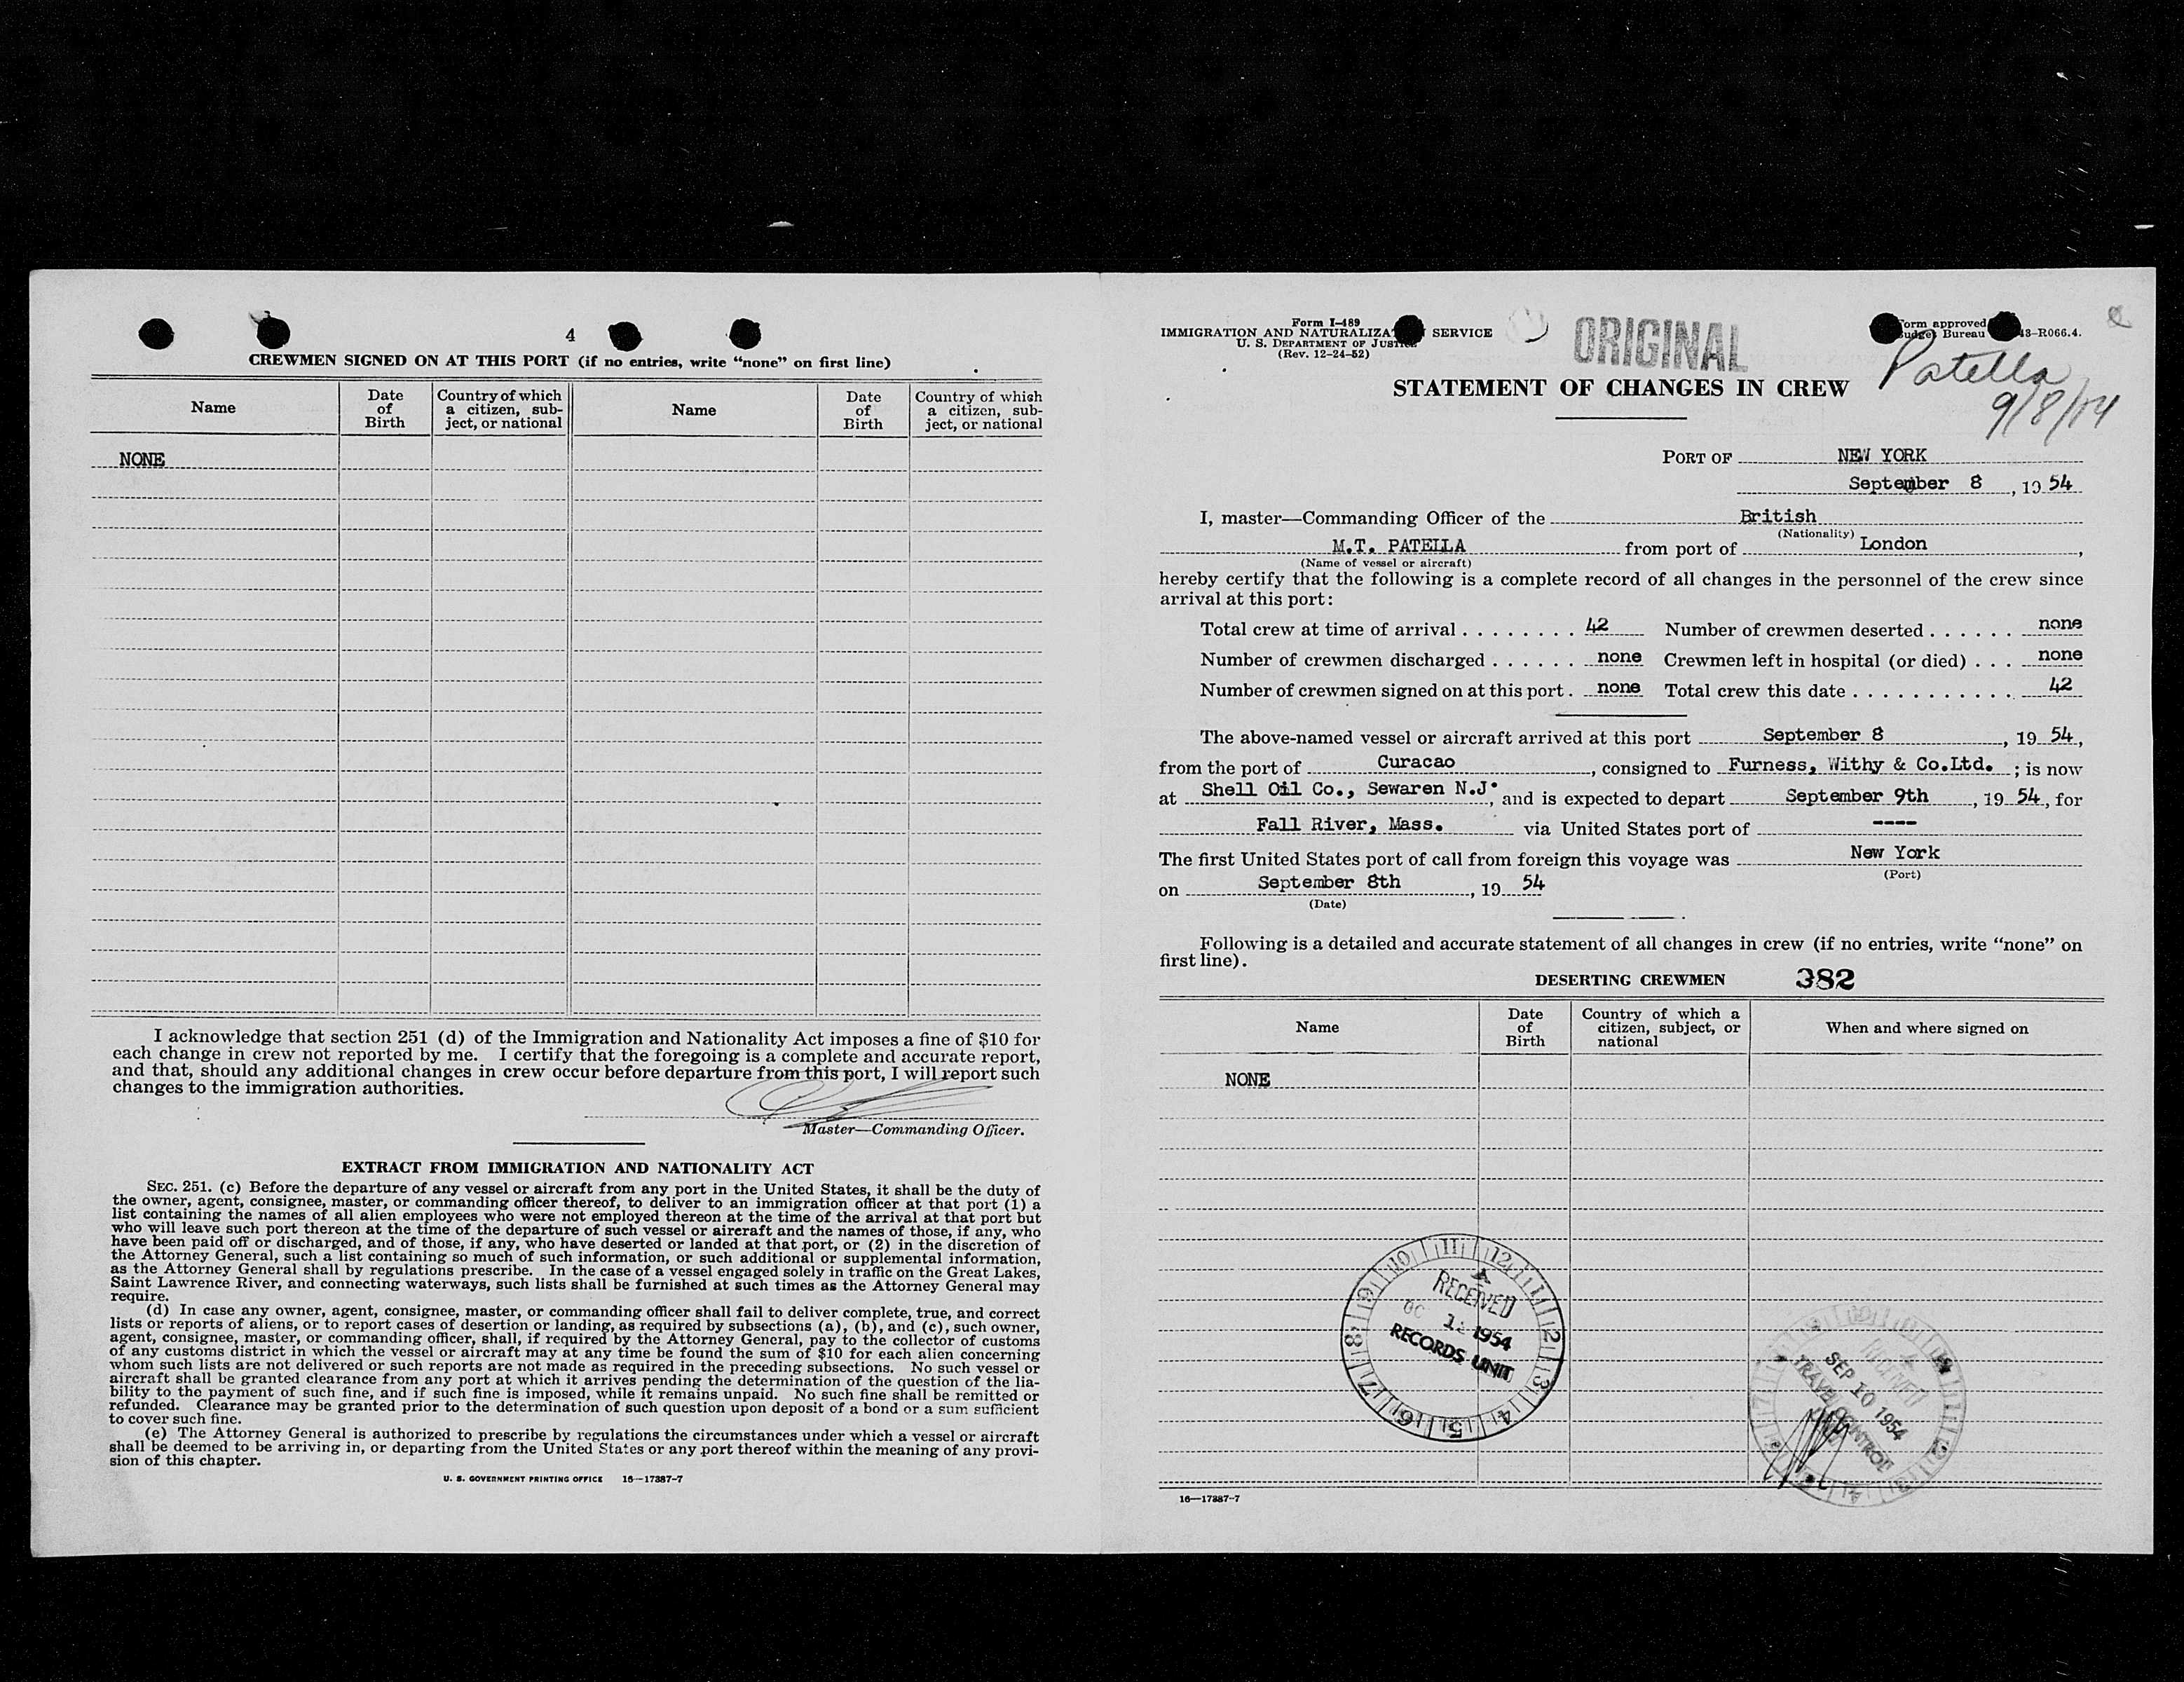 4
CREWMEN SIGNED ON AT THIS PORT (if no entries, write “none” on first line)
Name
Date of Birth
Country of which a citizen, sub-
ject, or national
Name
Date of Birth
Country of which a citizen, sub-
ject, or national
NONE
I acknowledge that section 251 (d) of the Immigration and Nationality Act imposes a fine of $10 for
each change in crew not reported by me. I certify that the foregoing is a complete and accurate report,
and that, should any additional changes in crew occur before departure from this port, I will report such
changes to the immigration authorities.
Master—Commanding Officer.
EXTRACT FROM IMMIGRATION AND NATIONALITY ACT
SEC. 251. (c) Before the departure of any vessel or aircraft from any port in the United States, it shall be the duty of
the owner, agent, consignee, master, or commanding officer thereof, to deliver to an immigration officer at that port (1) a
list containing the names of all alien employees who were not employed thereon at the time of the arrival at that port but
who will leave such port thereon at the time of the departure of such vessel or aircraft and the names of those, if any, who
have been paid off or discharged, and of those, if any, who have deserted or landed at that port, or (2) in the discretion of
the Attorney General, such a list containing so much of such information, or such additional or supplemental information,
as the Attorney General shall by regulations prescribe. In the case of a vessel engaged solely in traffic on the Great Lakes,
Saint Lawrence River, and connecting waterways, such lists shall be furnished at such times as the Attorney General may
require.
(d) In case any owner, agent, consignee, master, or commanding officer shall fail to deliver complete, true, and correct
lists or reports of aliens, or to report cases of desertion or landing, as required by subsections (a), (b), and (c), such owner,
agent, consignee, master, or commanding officer, shall, if required by the Attorney General, pay to the collector of customs
of any customs district in which the vessel or aircraft may at any time be found the sum of $10 for each alien concerning
whom such lists are not delivered or such reports are not made as required in the preceding subsections. No such vessel or
aircraft shall be granted clearance from any port at which it arrives pending the determination of the question of the lia-
bility to the payment of such fine, and if such fine is imposed, while it remains unpaid. No such fine shall be remitted or
refunded. Clearance may be granted prior to the determination of such question upon deposit of a bond or a sum sufficient
to cover such fine.
(e) The Attorney General is authorized to prescribe by regulations the circumstances under which a vessel or aircraft
shall be deemed to be arriving in, or departing from the United States or any port thereof within the meaning of any provi-
sion of this chapter.
U. S. GOVERNMENT PRINTING OFFICE 16—17387-7
Form I-489
IMMIGRATION AND NATURALIZA SERVICE
U. S. DEPARTMENT OF JUSTICE
(Rev. 12-24-52)
ORIGINAL
orm approved
Budget Bureau 43-R066.4.
Patella
9/8/54
STATEMENT OF CHANGES IN CREW
PORT OF NEW YORK
September 8, 1954
I, master—Commanding Officer of the British
(Nationality)
M.T. PATELLA from port of London,
(Name of vessel or aircraft)
hereby certify that the following is a complete record of all changes in the personnel of the crew since
arrival at this port:
Total crew at time of arrival . . . . . . . . 42 Number of crewmen deserted . . . . . . none
Number of crewmen discharged . . . . . . none Crewmen left in hospital (or died) . . . none
Number of crewmen signed on at this port . none Total crew this date . . . . . . . . . . . 42
The above-named vessel or aircraft arrived at this port September 8, 1954,
from the port of Curacao, consigned to Furness, Withy & Co.Ltd. ; is now
at Shell Oil Co., Sewaren N.J., and is expected to depart September 9th, 1954, for
Fall River, Mass. via United States port of ----
The first United States port of call from foreign this voyage was New York
(Port)
on September 8th, 1954
(Date)
Following is a detailed and accurate statement of all changes in crew (if no entries, write “none” on
first line).
DESERTING CREWMEN 382
Name
Date of Birth
Country of which a citizen, subject, or national
When and where signed on
NONE
RECEIVED
1954
RECORDS UNIT
RECEIVED
SEP 10 1954
TRAVEL CONTROL
16—17387-7